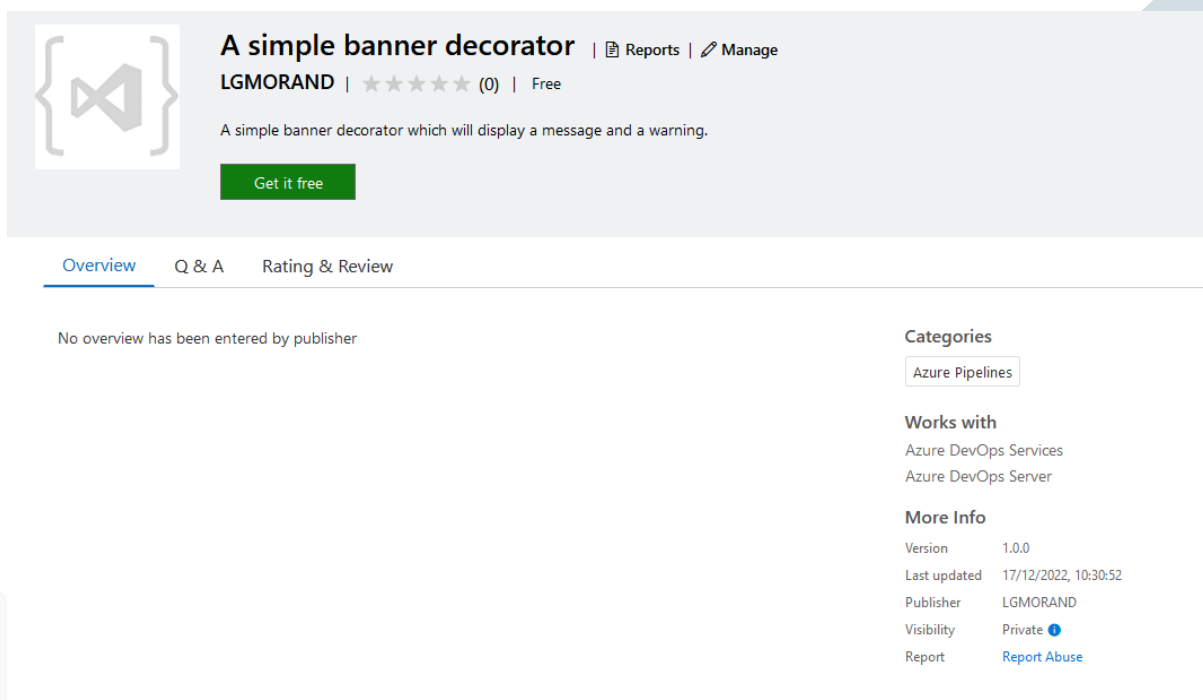 A simple banner decorator | Reports | Manage
LGMORAND | (0) | Free
A simple banner decorator which will display a message and a warning.
Get it free
Overview Q & A Rating & Review
No overview has been entered by publisher
Categories
Azure Pipelines
Works with
Azure DevOps Services
Azure DevOps Server
More Info
Version 1.0.0
Last updated 17/12/2022, 10:30:52
Publisher LGMORAND
Visibility Private
Report Report Abuse